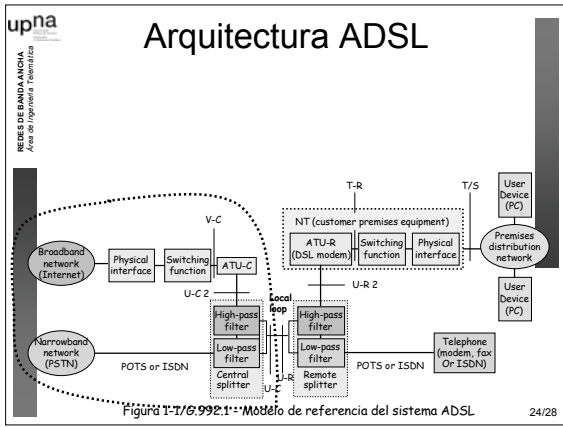 upna
Arquitectura ADSL
REDES DE BANDA ANCHA
Área de Ingeniería Telemática
T-R
T/S
User
Device
(PC)
V-C
NT (customer premises equipment)
Broadband
network
(Internet)
Physical
interface
Switching
function
ATU-C
ATU-R
(DSL modem)
Switching
function
Physical
interface
Premises
distribution
network
U-C 2
U-R 2
User
Device
(PC)
Local
loop
High-pass
filter
High-pass
filter
Narrowband
network
(PSTN)
Low-pass
filter
Low-pass
filter
Telephone
(modem, fax
Or ISDN)
POTS or ISDN
Central
splitter
U-C
U-R
Remote
splitter
POTS or ISDN
Figura 1-1/G.992.1 - Modelo de referencia del sistema ADSL
24/28